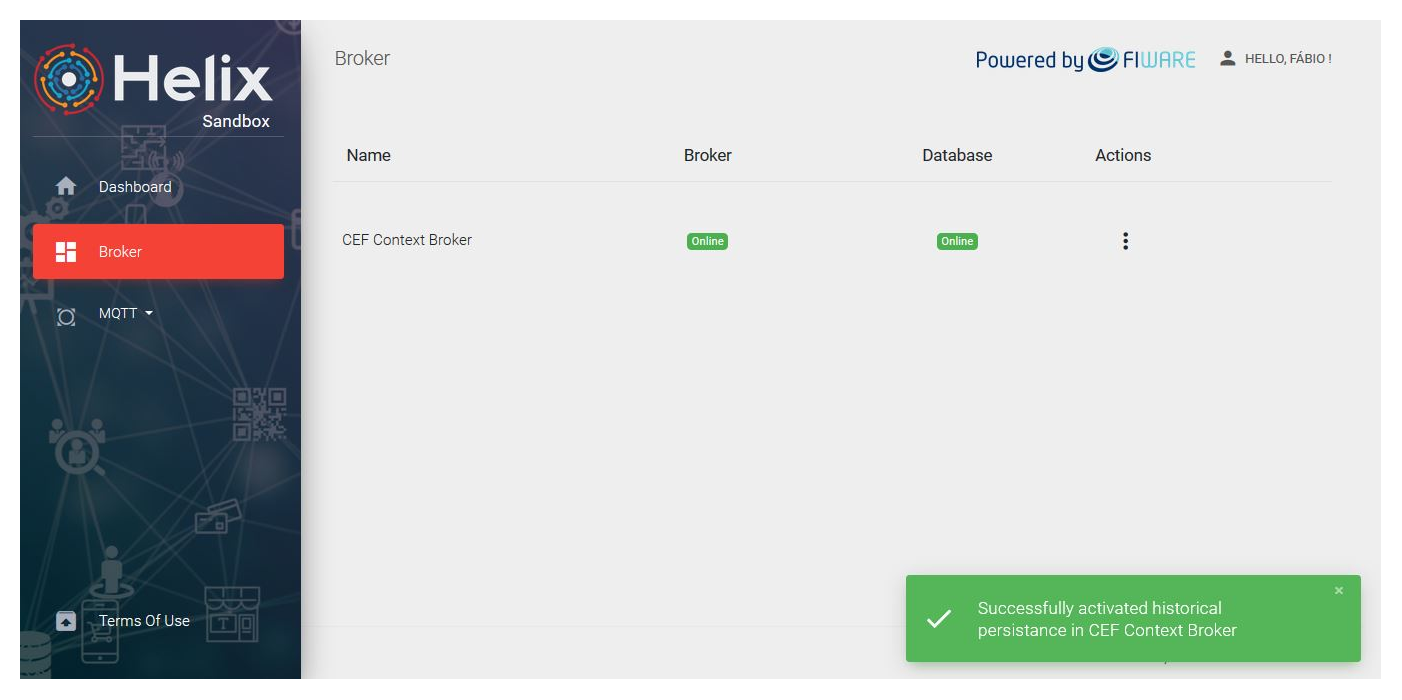 Helix
Sandbox
Dashboard
Broker
MQTT
Terms Of Use
Broker
Powered by FIWARE
HELLO, FÁBIO !
Name Broker Database Actions
CEF Context Broker Online Online
Successfully activated historical
persistance in CEF Context Broker